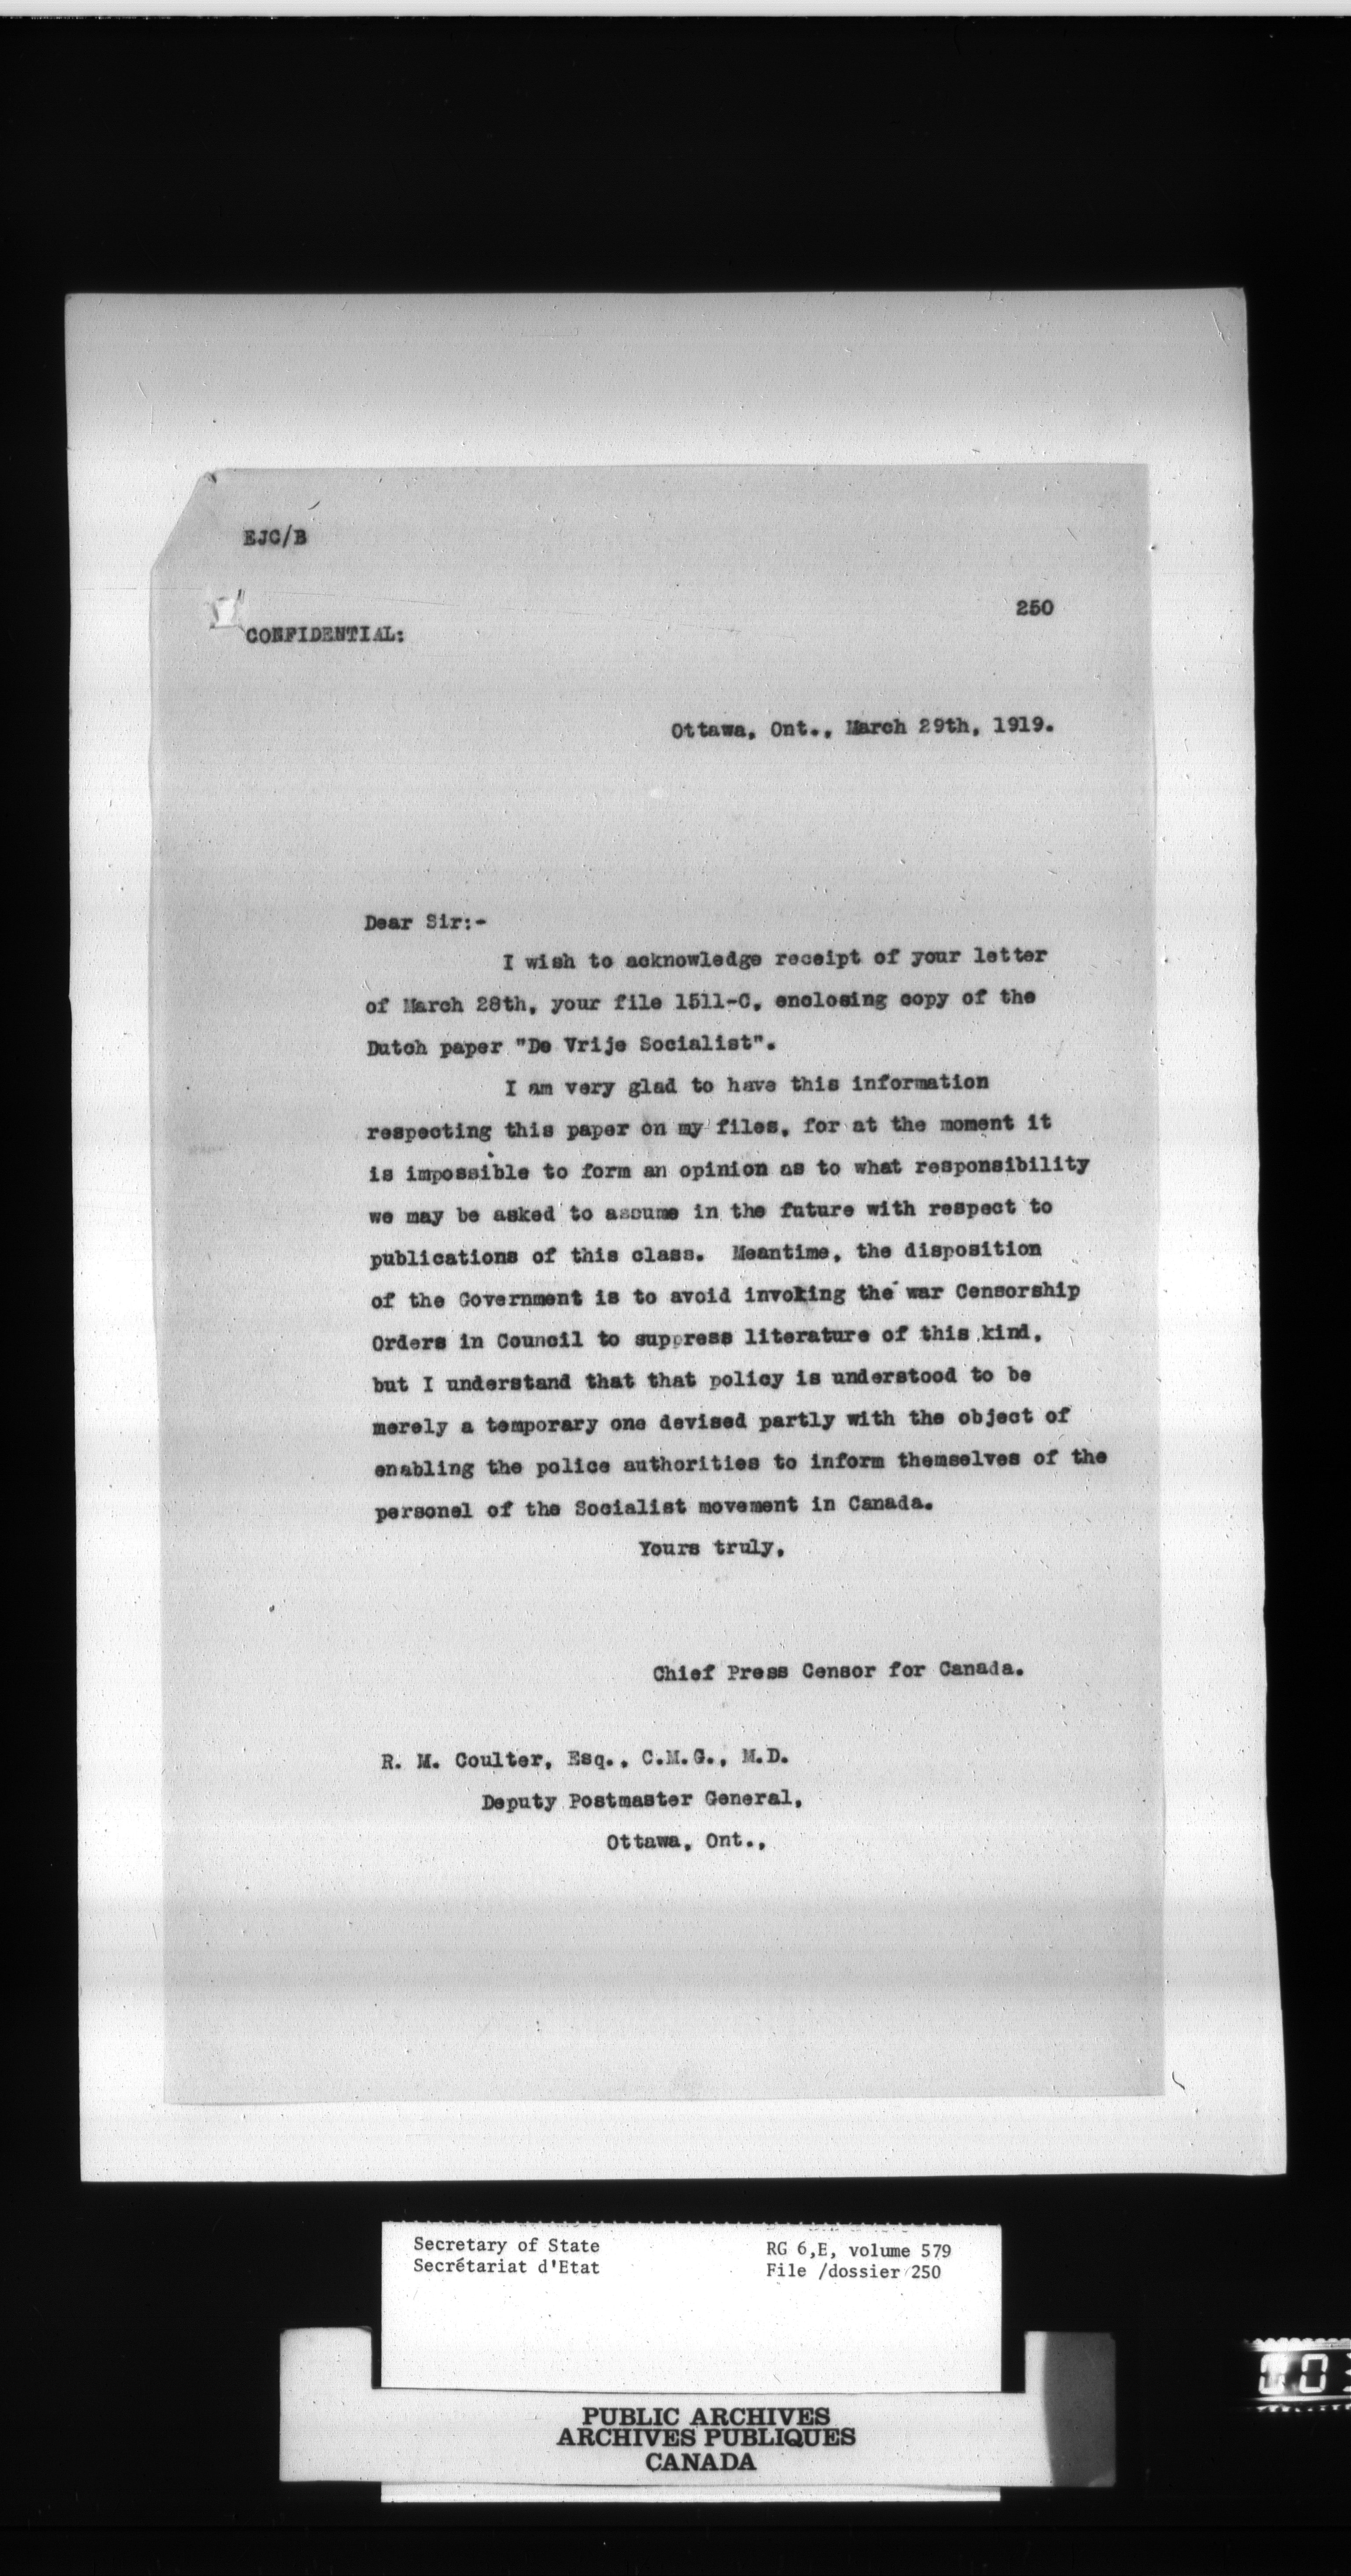 EJC/B
250
CONFIDENTIAL:
Ottawa, Ont., March 29th, 1919.
Dear Sir:-
I wish to acknowledge receipt of your letter
of March 28th, your file 1511-C, enclosing copy of the
Dutch paper "De Vrije Socialist".
I am very glad to have this information
respecting this paper on my files, for at the moment it
is impossible to form an opinion as to what responsibility
we may be asked to assume in the future with respect to
publications of this class. Meantime, the disposition
of the Government is to avoid invoking the war Censorship
Orders in Council to suppress literature of this kind,
but I understand that that policy is understood to be
merely a temporary one devised partly with the object of
enabling the police authorities to inform themselves of the
personel of the Socialist movement in Canada.
Yours truly,
Chief Press Censor for Canada.
R. M. Coulter, Esq., C.M.G., M.D.
Deputy Postmaster General,
Ottawa, Ont.,
Secretary of State
Secrétariat d'Etat
RG 6,E, volume 579
File /dossier 250
PUBLIC ARCHIVES
ARCHIVES PUBLIQUES
CANADA